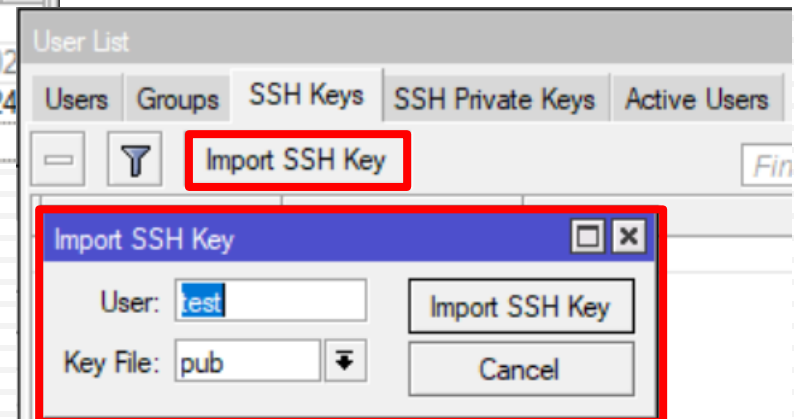 User List
Users Groups SSH Keys SSH Private Keys Active Users
Import SSH Key
Import SSH Key
User: test Import SSH Key
Key File: pub Cancel
24